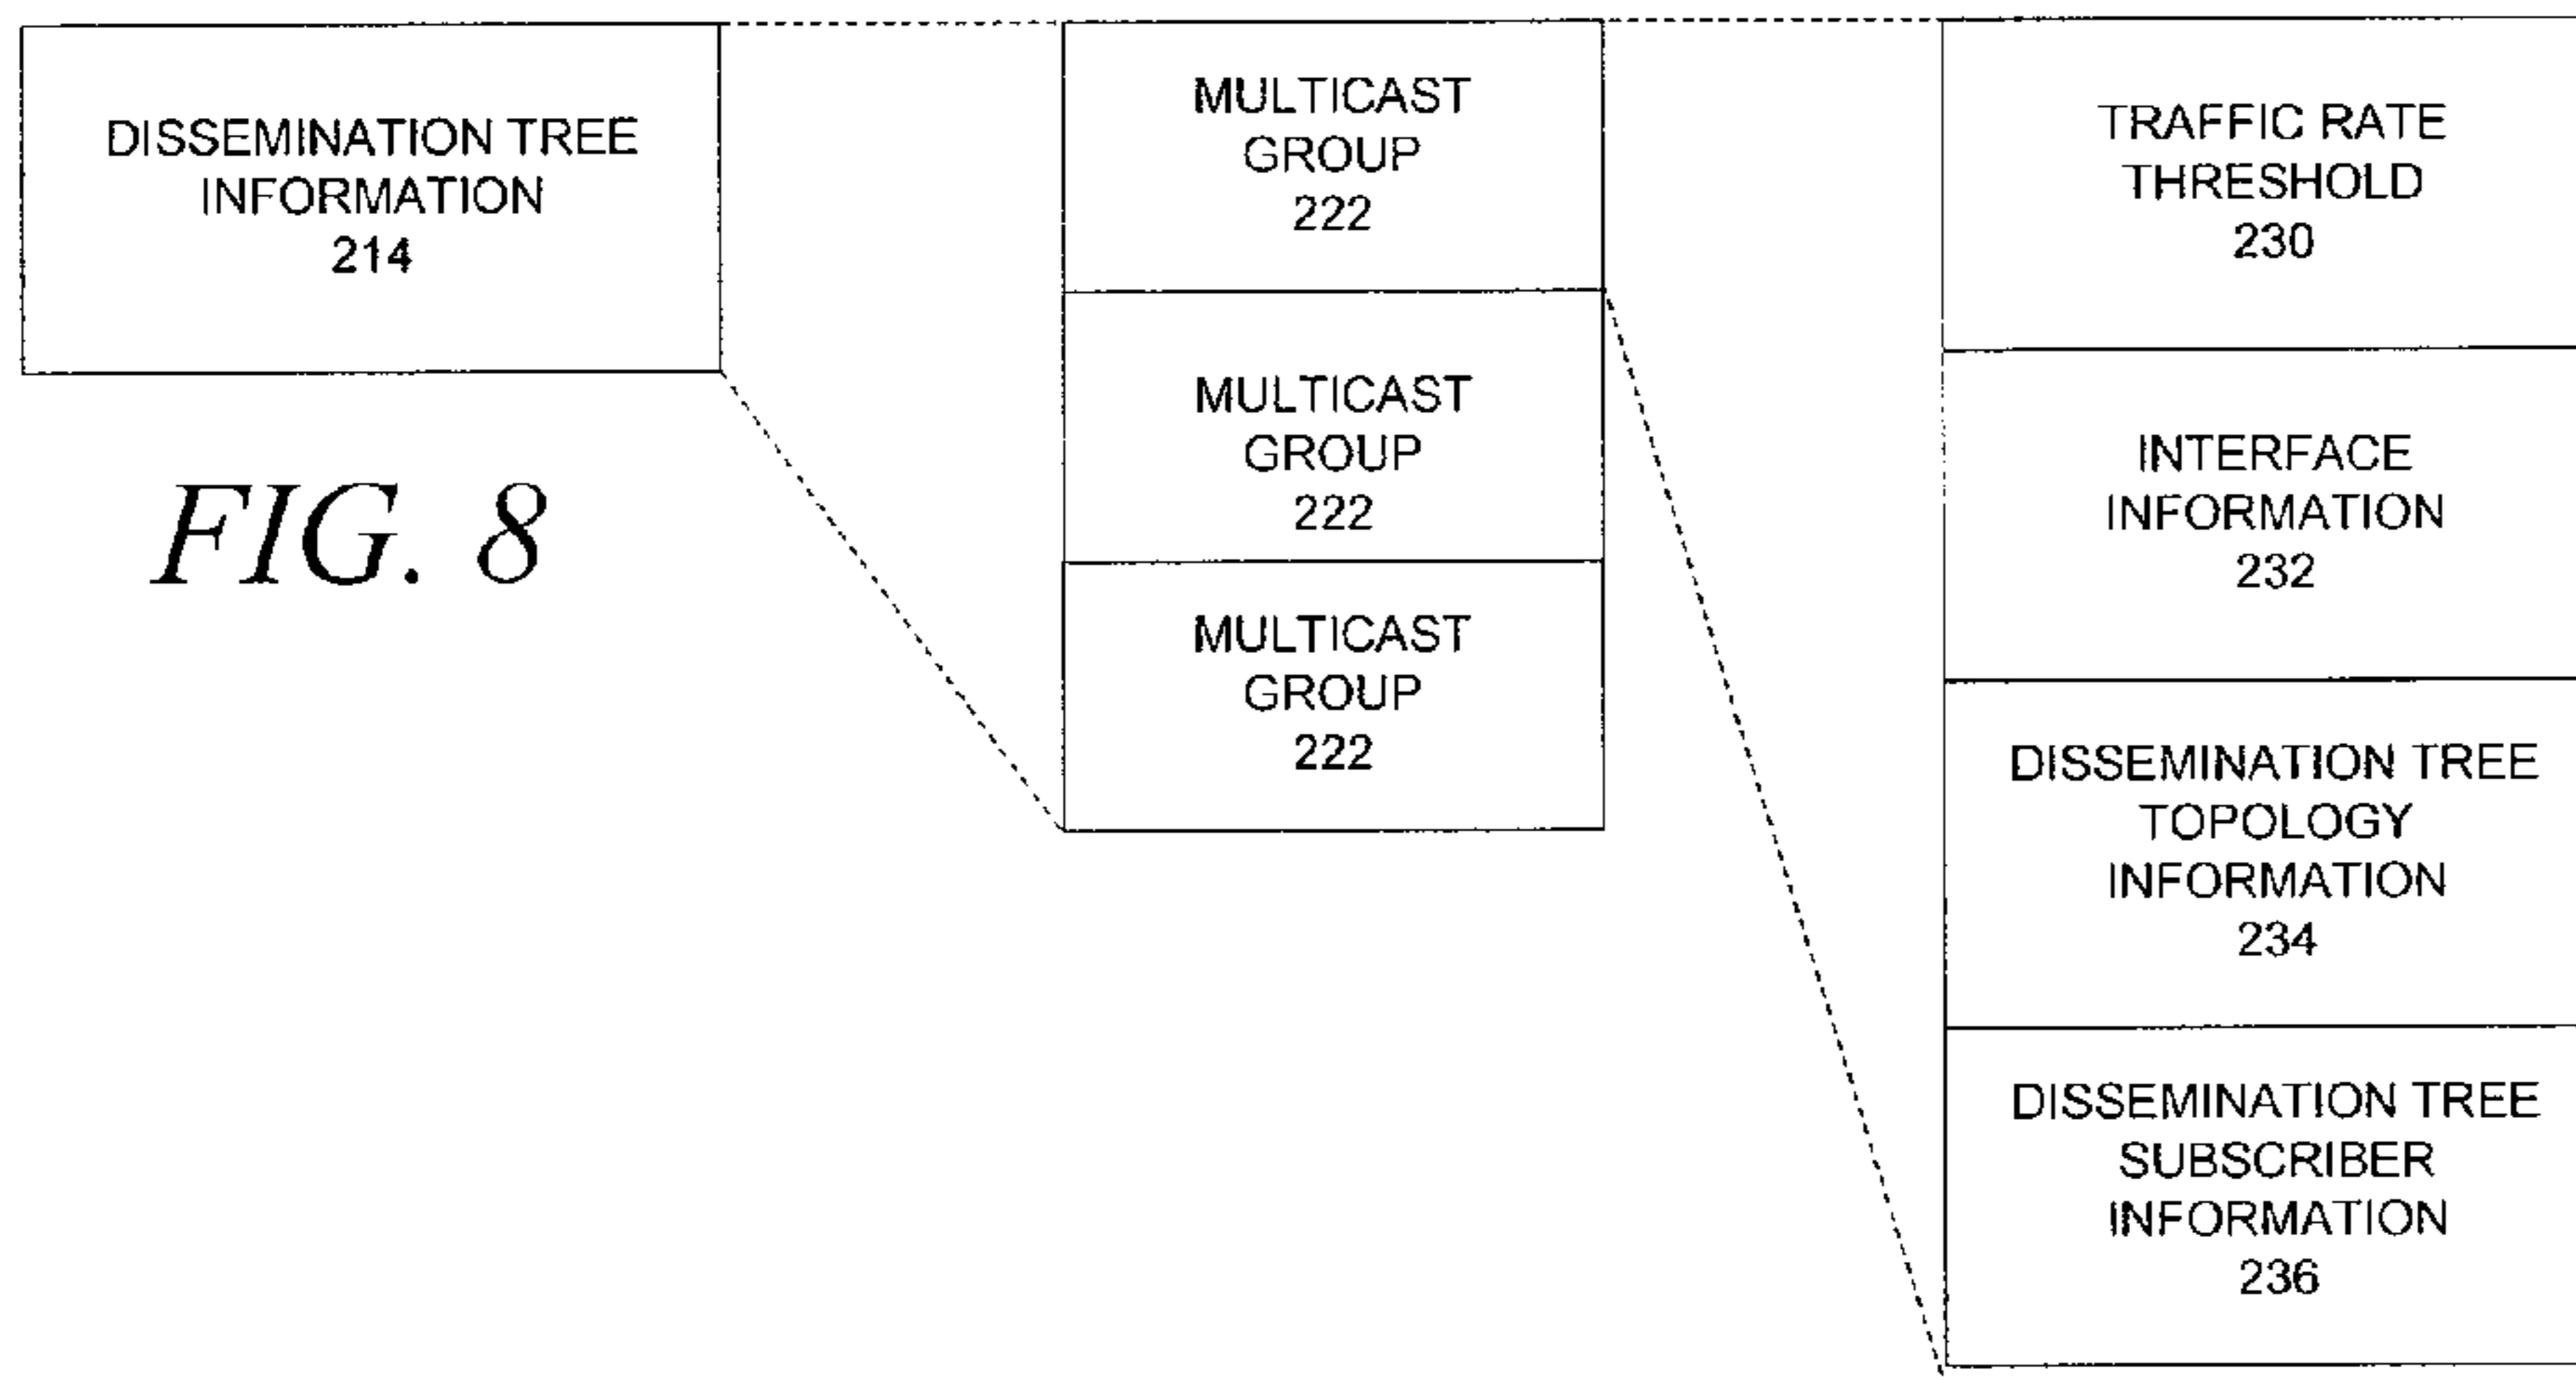 DISSEMINATION TREE
INFORMATION
214
FIG. 8
MULTICAST
GROUP
222
MULTICAST
GROUP
222
MULTICAST
GROUP
222
TRAFFIC RATE
THRESHOLD
230
INTERFACE
INFORMATION
232
DISSEMINATION TREE
TOPOLOGY
INFORMATION
234
DISSEMINATION TREE
SUBSCRIBER
INFORMATION
236